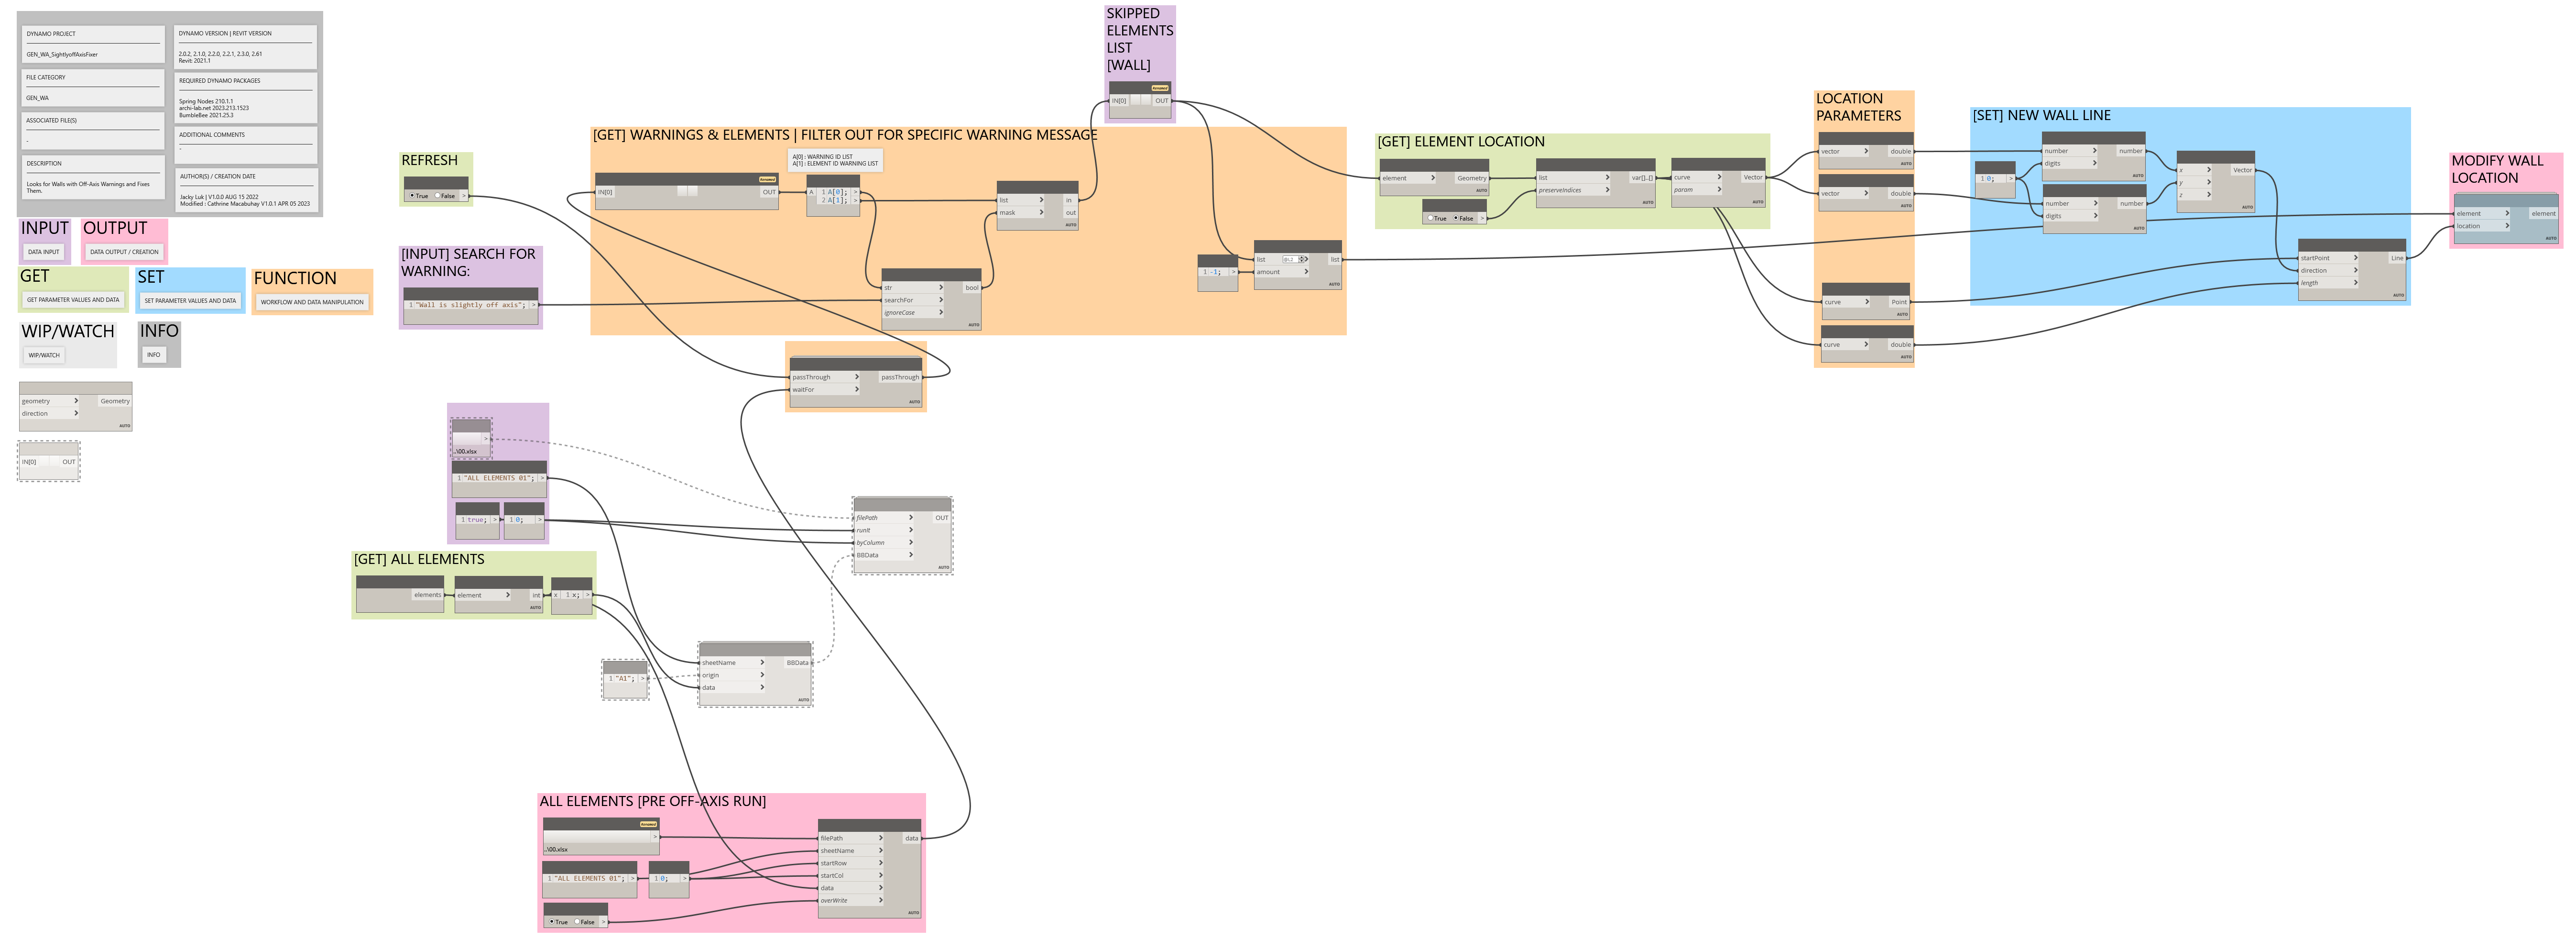 DYNAMO PROJECT
GEN_WA_SightlyoffAxisFixer
FILE CATEGORY
GEN_WA
ASSOCIATED FILE(S)
-
DESCRIPTION
Looks for Walls with Off-Axis Warnings and Fixes
Them.
DYNAMO VERSION | REVIT VERSION
2.0.2, 2.1.0, 2.2.0, 2.2.1, 2.3.0, 2.61
Revit: 2021.1
REQUIRED DYNAMO PACKAGES
Spring Nodes 210.1.1
archi-lab.net 2023.213.1523
BumbleBee 2021.25.3
ADDITIONAL COMMENTS
-
AUTHOR(S) / CREATION DATE
Jacky Luk | V1.0.0 AUG 15 2022
Modified : Cathrine Macabuhay V1.0.1 APR 05 2023
INPUT
DATA INPUT
OUTPUT
DATA OUTPUT / CREATION
GET
GET PARAMETER VALUES AND DATA
SET
SET PARAMETER VALUES AND DATA
FUNCTION
WORKFLOW AND DATA MANIPULATION
WIP/WATCH
WIP/WATCH
INFO
INFO
geometry > Geometry
direction >
AUTO
IN[0] OUT
REFRESH
True False >
[INPUT] SEARCH FOR
WARNING:
1 "Wall is slightly off axis"; >
[GET] WARNINGS & ELEMENTS | FILTER OUT FOR SPECIFIC WARNING MESSAGE
A[0] : WARNING ID LIST
A[1] : ELEMENT ID WARNING LIST
Renamed
IN[0] OUT
A 1 A[0]; >
2 A[1]; >
list > in
mask > out
AUTO
str > bool
searchFor >
ignoreCase >
AUTO
SKIPPED
ELEMENTS
LIST
[WALL]
Renamed
IN[0] OUT
1 -1; >
list @L2 > list
amount >
AUTO
passThrough > passThrough
waitFor >
AUTO
>
..\00.xlsx
1 "ALL ELEMENTS 01"; >
1 true; >
1 0; >
filePath > OUT
runIt >
byColumn >
BBData >
AUTO
[GET] ALL ELEMENTS
elements
element > int
AUTO
x 1 x; >
1 "A1"; >
sheetName > BBData
origin >
data >
AUTO
ALL ELEMENTS [PRE OFF-AXIS RUN]
Renamed
>
..\00.xlsx
1 "ALL ELEMENTS 01"; >
1 0; >
True False >
filePath > data
sheetName >
startRow >
startCol >
data >
overWrite >
AUTO
[GET] ELEMENT LOCATION
element > Geometry
AUTO
True False >
list > var[]..[]
preserveIndices >
AUTO
curve > Vector
param >
AUTO
LOCATION
PARAMETERS
vector > double
AUTO
vector > double
AUTO
curve > Point
AUTO
curve > double
AUTO
[SET] NEW WALL LINE
1 0; >
number > number
digits >
AUTO
number > number
digits >
AUTO
x > Vector
y >
z >
AUTO
startPoint > Line
direction >
length >
AUTO
MODIFY WALL
LOCATION
element > element
location >
AUTO